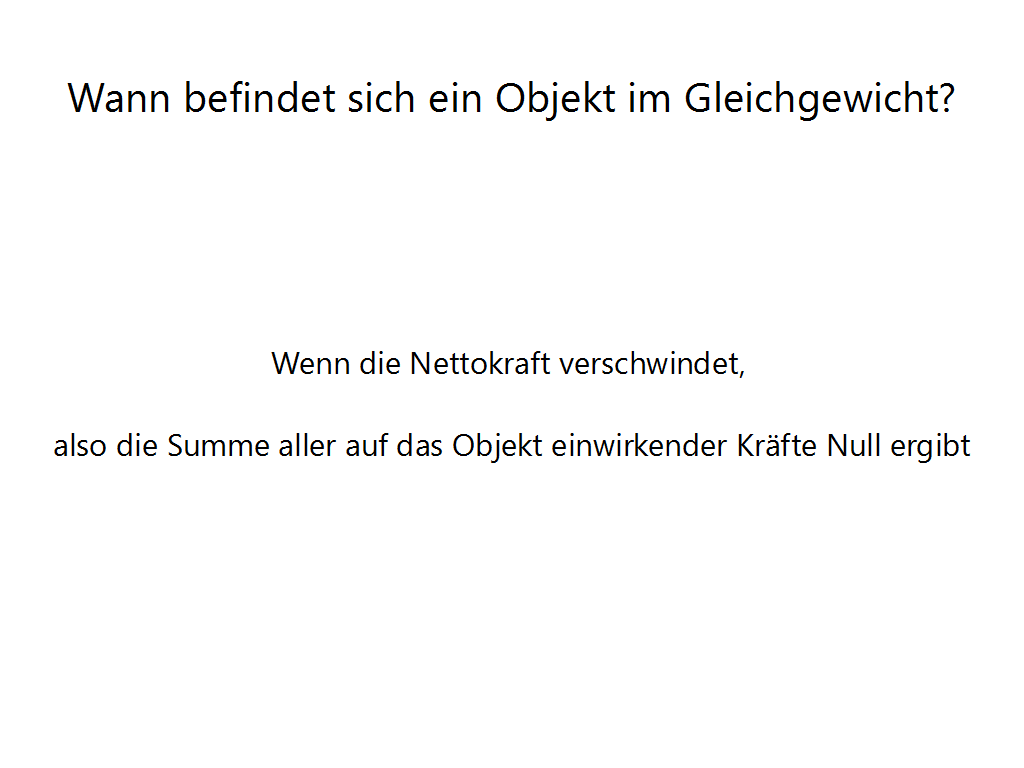 Wann befindet sich ein Objekt im Gleichgewicht?
Wenn die Nettokraft verschwindet,
also die Summe aller auf das Objekt einwirkender Kräfte Null ergibt